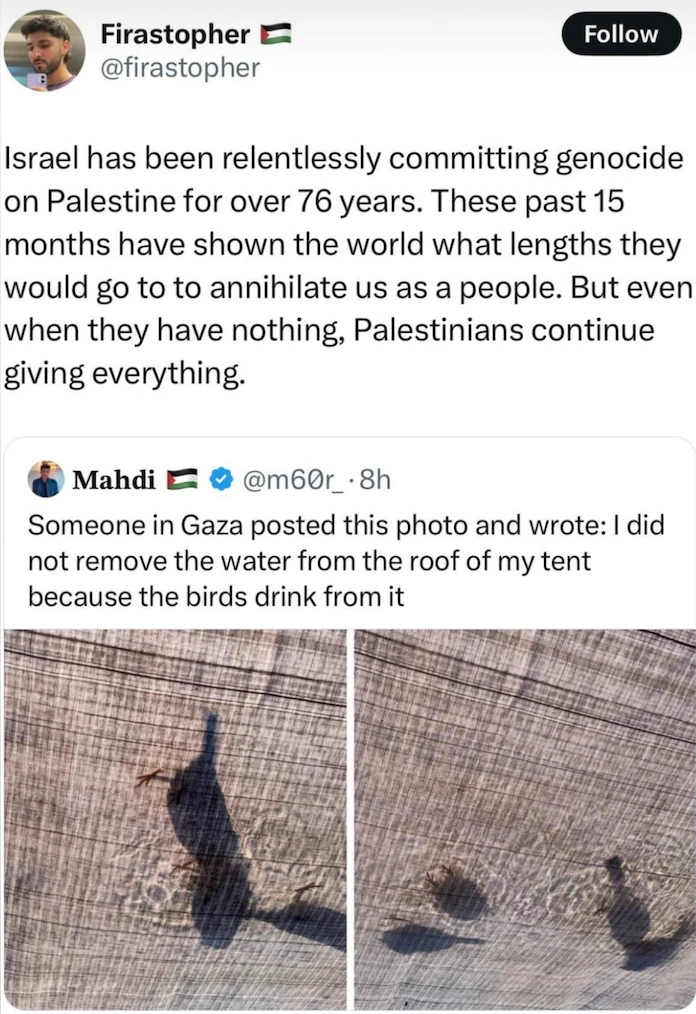 Firastopher 🇵🇸
Follow
@firastopher
Israel has been relentlessly committing genocide
on Palestine for over 76 years. These past 15
months have shown the world what lengths they
would go to to annihilate us as a people. But even
when they have nothing, Palestinians continue
giving everything.
Mahdi 🇵🇸 @m60r_ · 8h
Someone in Gaza posted this photo and wrote: I did
not remove the water from the roof of my tent
because the birds drink from it